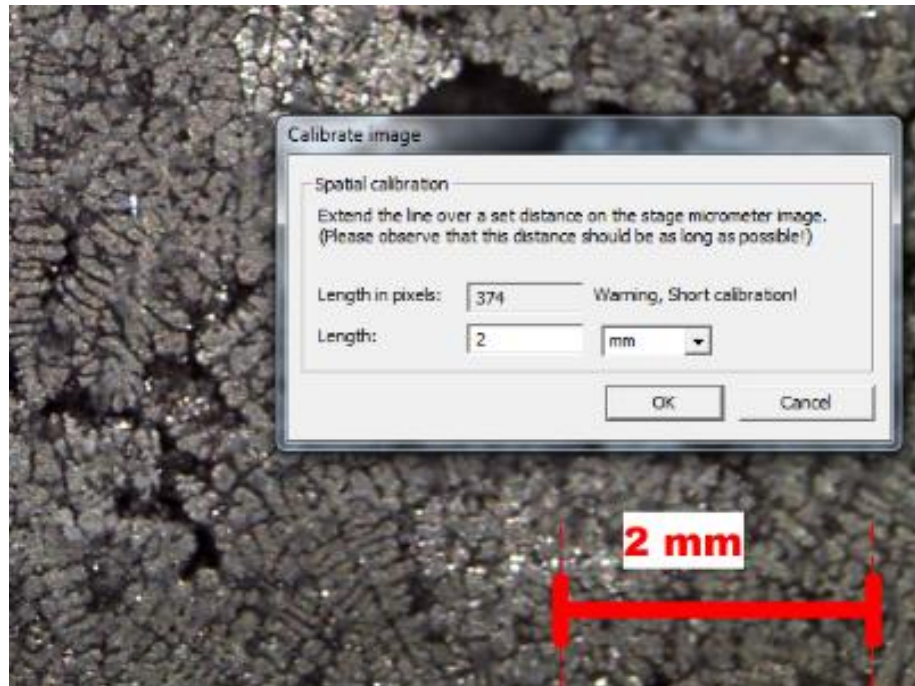 Calibrate image
Spatial calibration
Extend the line over a set distance on the stage micrometer image.
(Please observe that this distance should be as long as possible!)
Length in pixels: 374 Warning, Short calibration!
Length: 2 mm
OK Cancel
2 mm